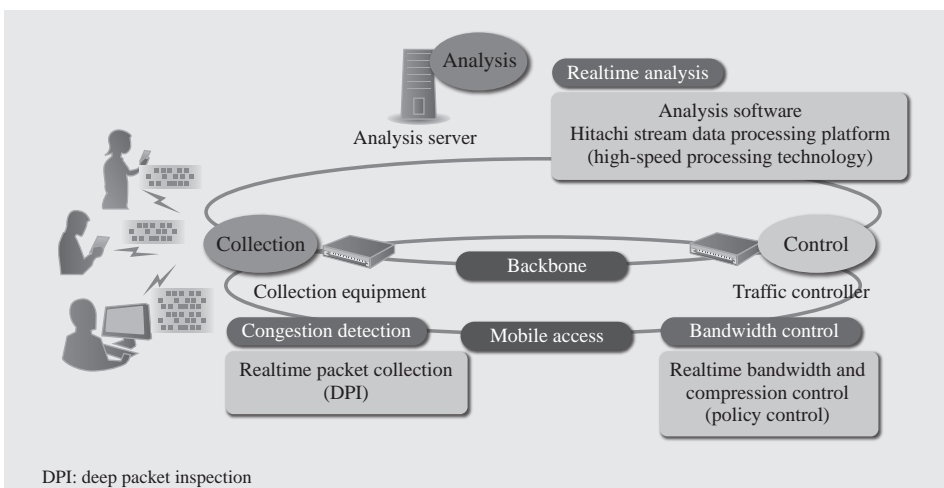 Analysis
Realtime analysis
Analysis server
Analysis software
Hitachi stream data processing platform
(high-speed processing technology)
Collection
Control
Backbone
Collection equipment
Traffic controller
Congestion detection
Mobile access
Bandwidth control
Realtime packet collection
(DPI)
Realtime bandwidth and
compression control
(policy control)
DPI: deep packet inspection